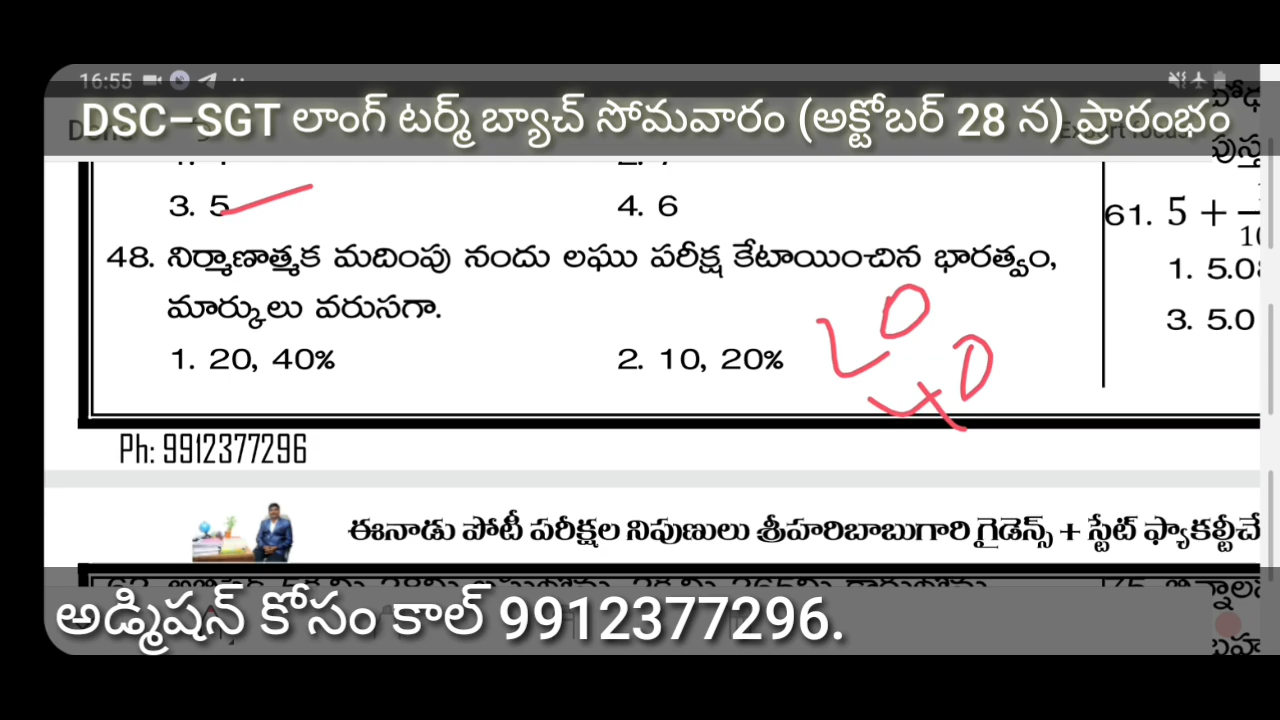 16:55
DSC-SGT లాంగ్ టర్మ్ బ్యాచ్ సోమవారం (అక్టోబర్ 28 న) ప్రారంభం
3. 5
4. 6
48. నిర్మాణాత్మక మదింపు నందు లఘు పరీక్ష కేటాయించిన భారత్వం,
మార్కులు వరుసగా.
1. 20, 40%
2. 10, 20%
20
40
61. 5 +
1. 5.0
3. 5.0
Ph: 9912377296
ఈనాడు పోటీ పరీక్షల నిపుణులు శ్రీహరిబాబుగారి గైడెన్స్ + స్టేట్ ఫ్యాకల్టీచే
అడ్మిషన్ కోసం కాల్ 9912377296.